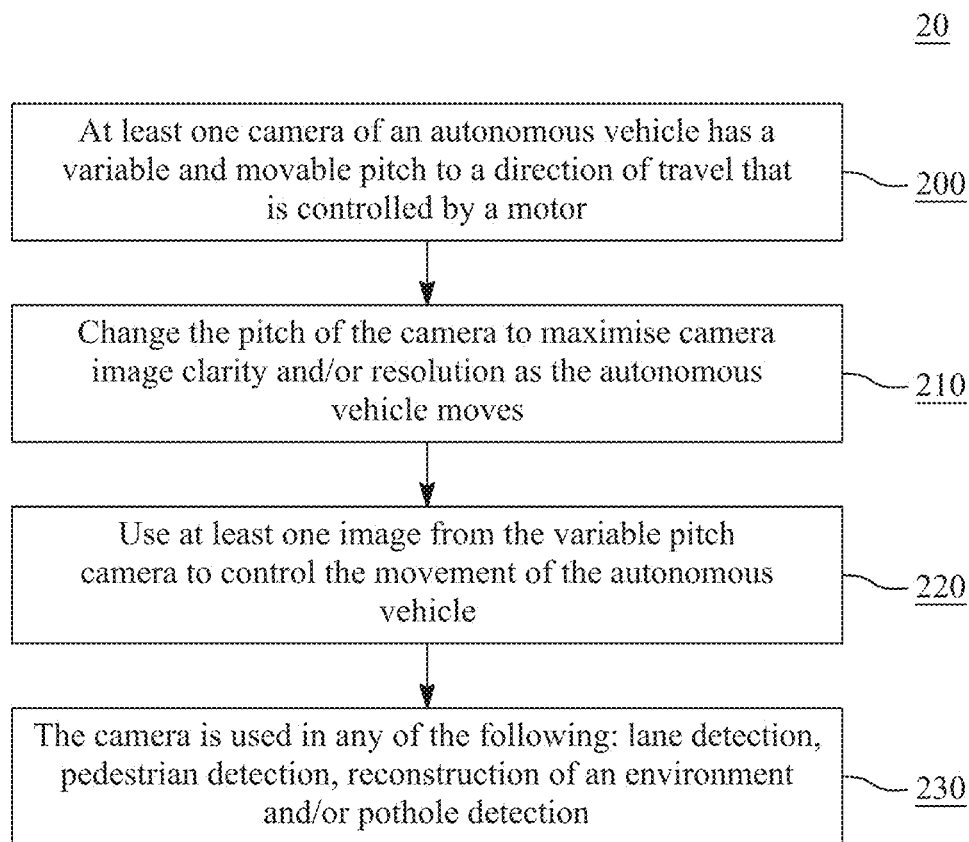 20
At least one camera of an autonomous vehicle has a
variable and movable pitch to a direction of travel that
is controlled by a motor
200
Change the pitch of the camera to maximise camera
image clarity and/or resolution as the autonomous
vehicle moves
210
Use at least one image from the variable pitch
camera to control the movement of the autonomous
vehicle
220
The camera is used in any of the following: lane detection,
pedestrian detection, reconstruction of an environment
and/or pothole detection
230